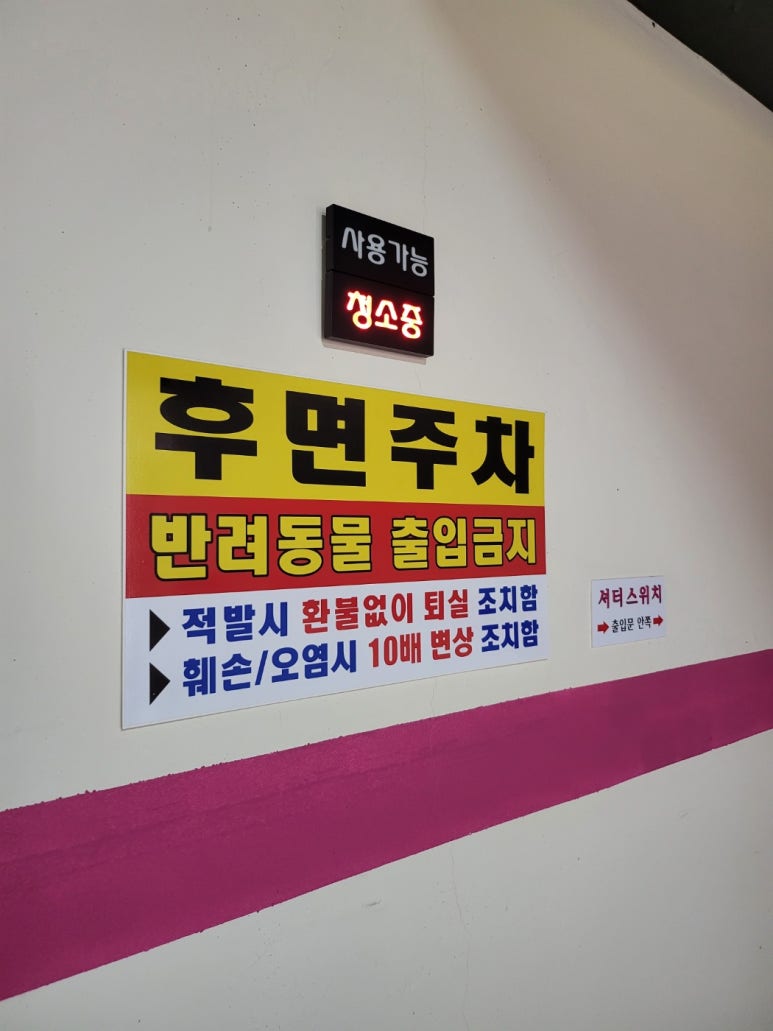 사용가능
청소중
후면주차
반려동물 출입금지
▶ 적발시 환불없이 퇴실 조치함
▶ 훼손/오염시 10배 변상 조치함
셔터스위치
➡ 출입문 안쪽 ➡